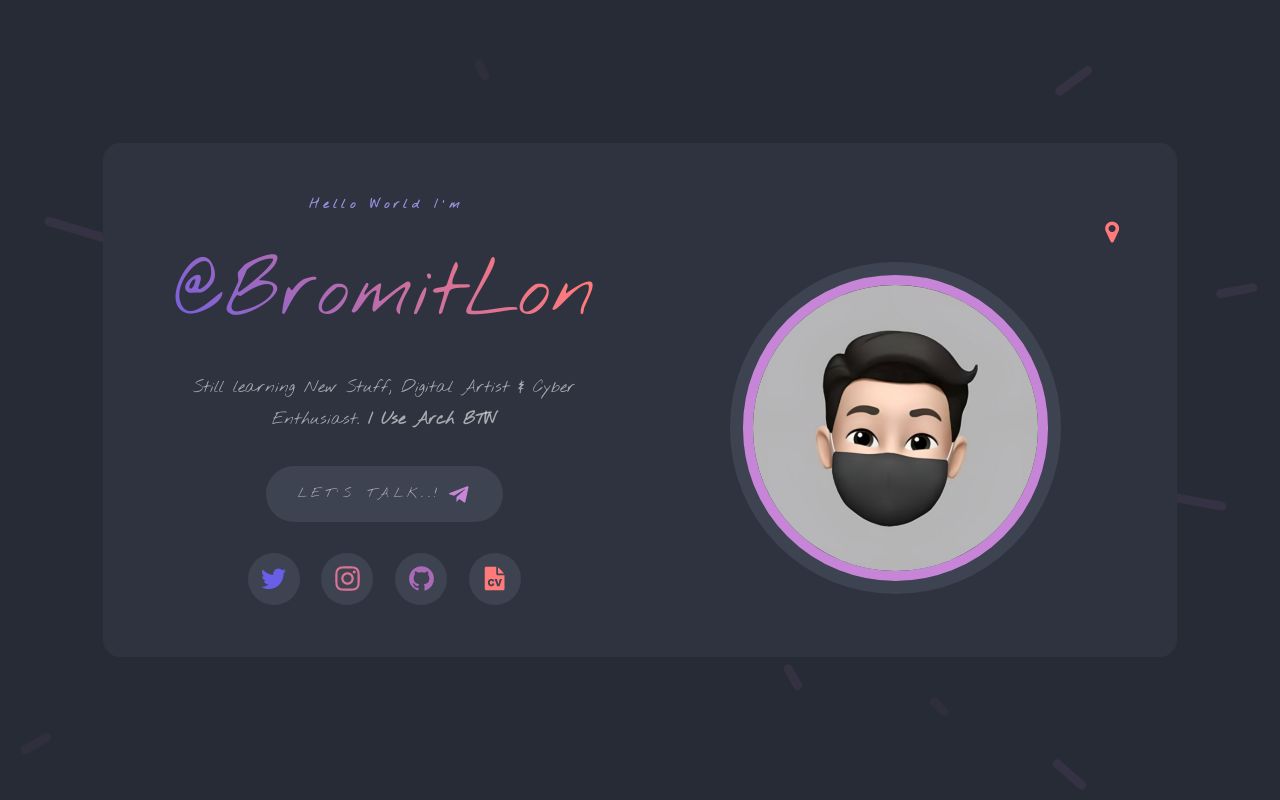 Hello World I'm
@BromitLon
Still learning New Stuff, Digital Artist & Cyber
Enthusiast. I Use Arch BTW
LET'S TALK..!
CV